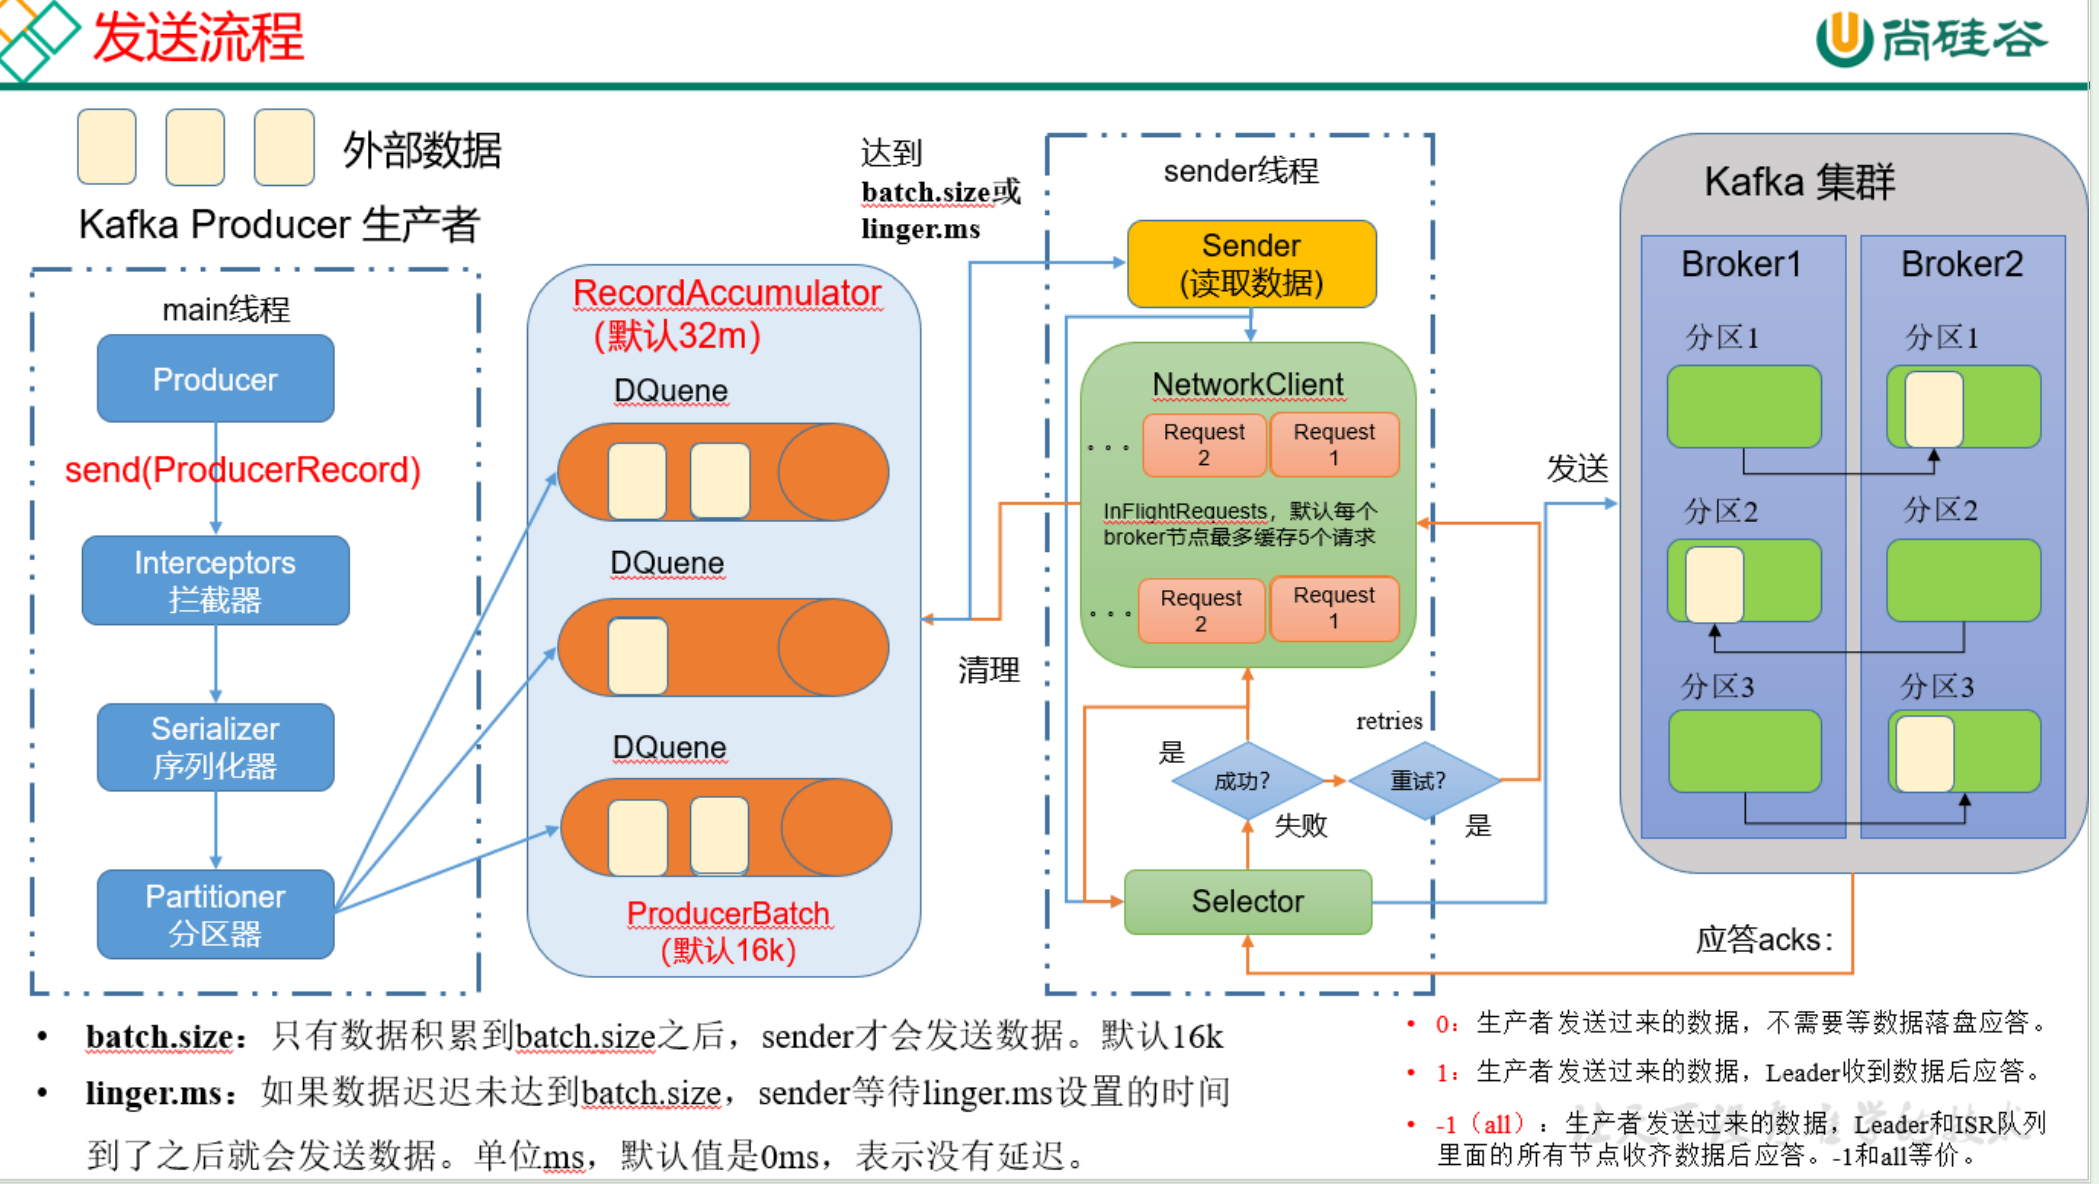 发送流程
尚硅谷
外部数据
Kafka Producer 生产者
main线程
Producer
send(ProducerRecord)
Interceptors
拦截器
Serializer
序列化器
Partitioner
分区器
RecordAccumulator
(默认32m)
DQuene
DQuene
DQuene
ProducerBatch
(默认16k)
达到
batch.size或
linger.ms
清理
sender线程
Sender
(读取数据)
NetworkClient
。。。
Request
2
Request
1
InFlightRequests，默认每个
broker节点最多缓存5个请求
。。。
Request
2
Request
1
retries
是
成功?
重试?
失败
是
Selector
发送
Kafka 集群
Broker1
Broker2
分区1
分区1
分区2
分区2
分区3
分区3
应答acks：
• batch.size：只有数据积累到batch.size之后，sender才会发送数据。默认16k
• linger.ms：如果数据迟迟未达到batch.size，sender等待linger.ms设置的时间
到了之后就会发送数据。单位ms，默认值是0ms，表示没有延迟。
• 0：生产者发送过来的数据，不需要等数据落盘应答。
• 1：生产者发送过来的数据，Leader收到数据后应答。
• -1（all）：生产者发送过来的数据，Leader和ISR队列
里面的所有节点收齐数据后应答。-1和all等价。